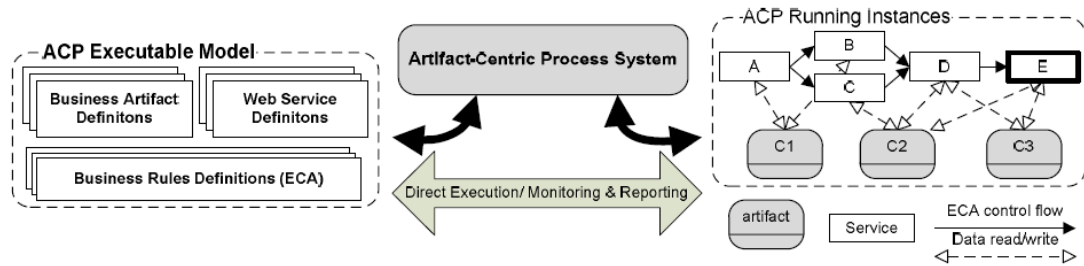 ACP Executable Model
Business Artifact
Definitons
Web Service
Definitons
Business Rules Definitions (ECA)
Artifact-Centric Process System
Direct Execution/ Monitoring & Reporting
ACP Running Instances
A
B
C
D
E
C1
C2
C3
artifact
Service
ECA control flow
Data read/write